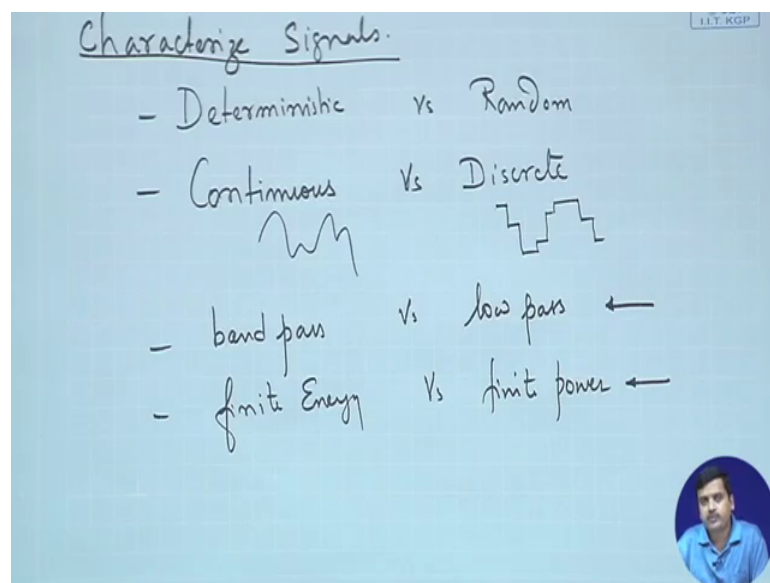 I.I.T. KGP
Characterize Signals.
- Deterministic Vs Random
- Continuous Vs Discrete
- band pass Vs low pass ←
- finite Energy Vs finite power ←